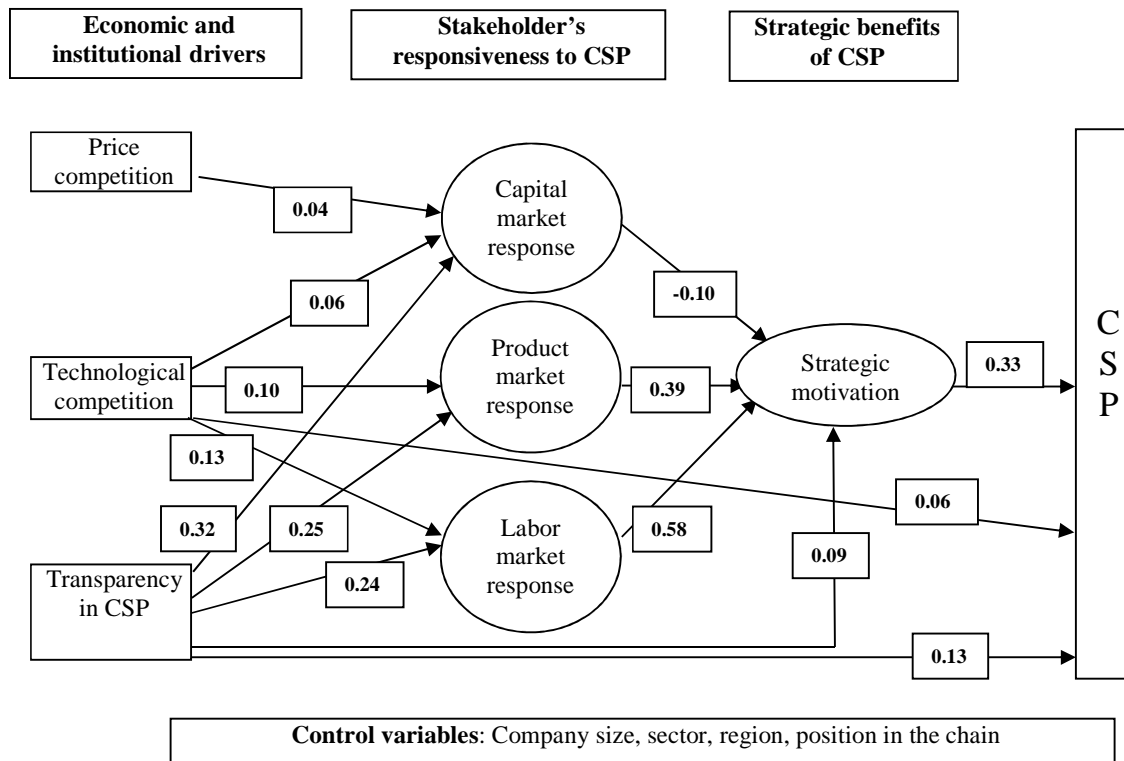 Economic and
institutional drivers
Stakeholder's
responsiveness to CSP
Strategic benefits
of CSP
Price
competition
0.04
Capital
market
response
0.06
-0.10
Technological
competition
0.10
Product
market
response
0.39
Strategic
motivation
0.33
C
S
P
0.13
0.32
0.25
0.24
Labor
market
response
0.58
0.09
0.06
Transparency
in CSP
0.13
Control variables: Company size, sector, region, position in the chain